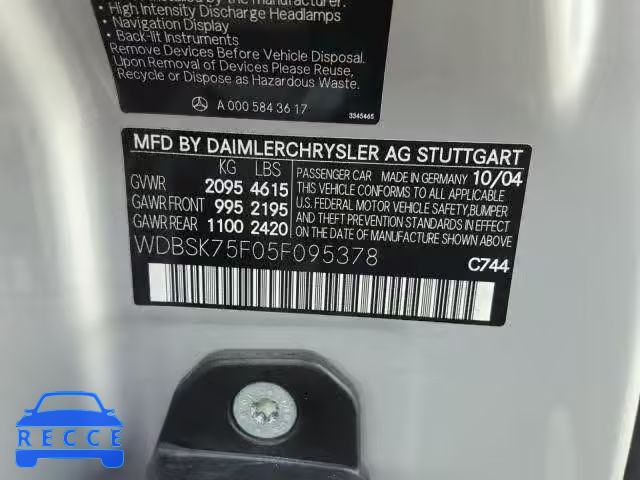 installed by the manufacturer.
• High Intensity Discharge Headlamps
• Navigation Display
• Back-lit Instruments
Remove Devices Before Vehicle Disposal.
Upon Removal of Devices Please Reuse,
Recycle or Dispose as Hazardous Waste.
A 000 584 36 17
3345465
MFD BY DAIMLERCHRYSLER AG STUTTGART
KG LBS
GVWR 2095 4615
GAWR FRONT 995 2195
GAWR REAR 1100 2420
PASSENGER CAR MADE IN GERMANY 10/04
THIS VEHICLE CONFORMS TO ALL APPLICABLE
U.S. FEDERAL MOTOR VEHICLE SAFETY, BUMPER
AND THEFT PREVENTION STANDARDS IN
EFFECT ON THE DATE OF MANUFACTURE
SHOWN ABOVE.
WDBSK75F05F095378
C744
RECCE